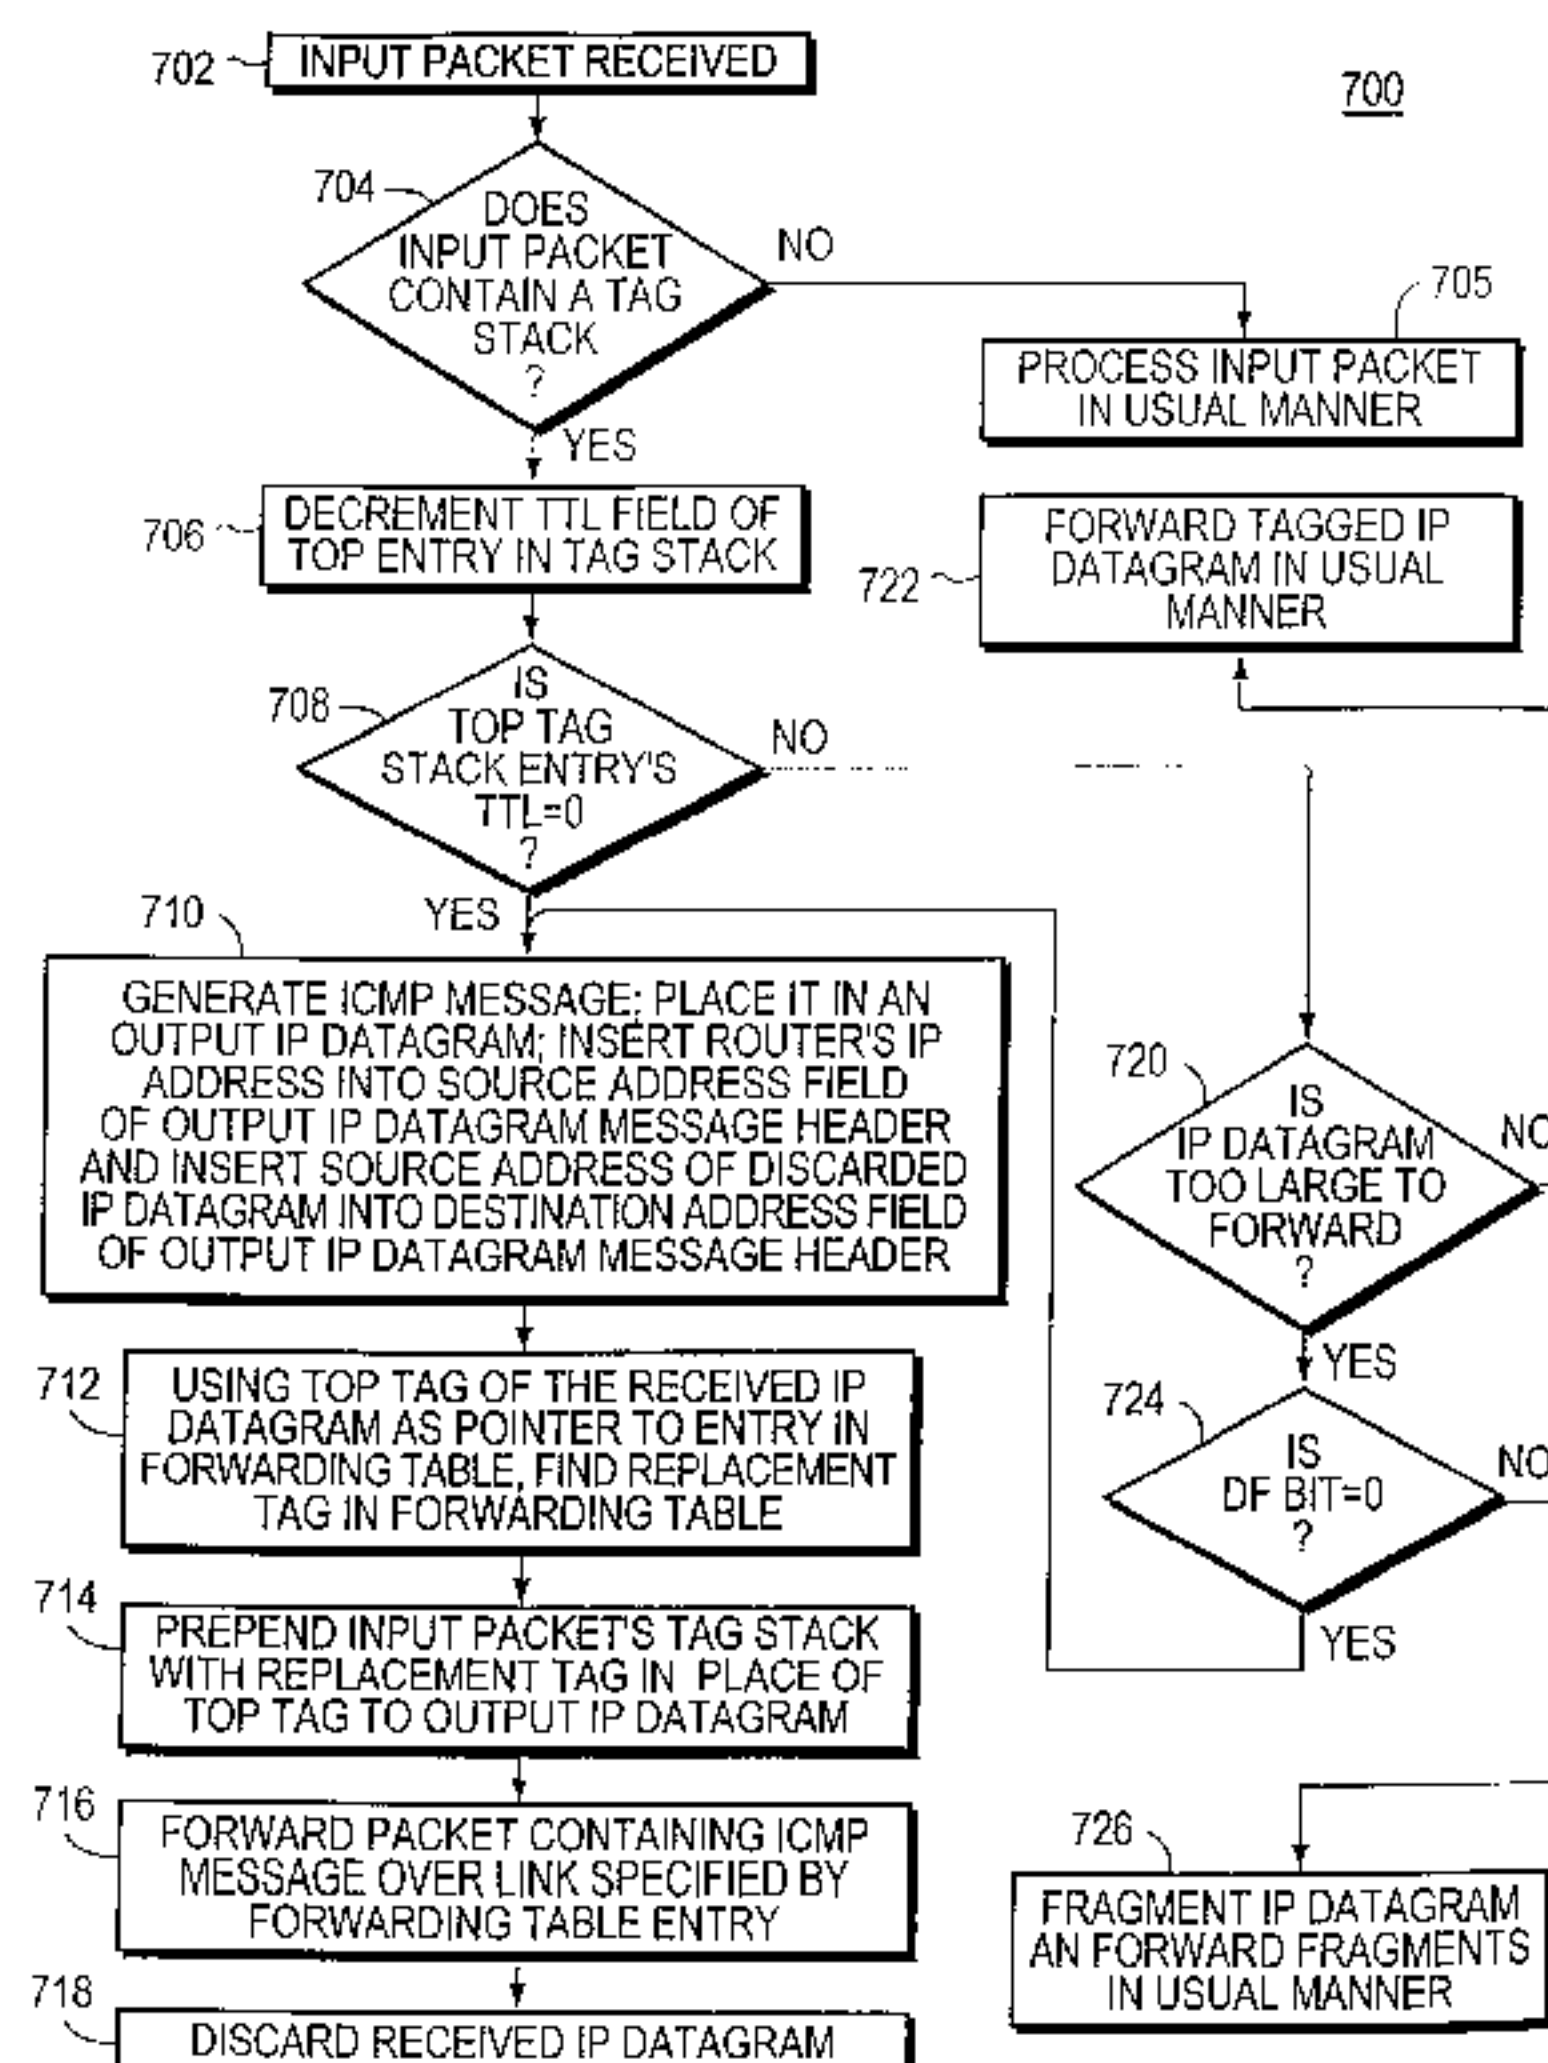 702
INPUT PACKET RECEIVED
700
704
DOES
INPUT PACKET
CONTAIN A TAG
STACK
?
NO
705
PROCESS INPUT PACKET
IN USUAL MANNER
YES
706
DECREMENT TTL FIELD OF
TOP ENTRY IN TAG STACK
722
FORWARD TAGGED IP
DATAGRAM IN USUAL
MANNER
708
IS
TOP TAG
STACK ENTRY'S
TTL=0
?
NO
YES
710
GENERATE ICMP MESSAGE; PLACE IT IN AN
OUTPUT IP DATAGRAM; INSERT ROUTER'S IP
ADDRESS INTO SOURCE ADDRESS FIELD
OF OUTPUT IP DATAGRAM MESSAGE HEADER
AND INSERT SOURCE ADDRESS OF DISCARDED
IP DATAGRAM INTO DESTINATION ADDRESS FIELD
OF OUTPUT IP DATAGRAM MESSAGE HEADER
720
IS
IP DATAGRAM
TOO LARGE TO
FORWARD
?
NO
YES
712
USING TOP TAG OF THE RECEIVED IP
DATAGRAM AS POINTER TO ENTRY IN
FORWARDING TABLE, FIND REPLACEMENT
TAG IN FORWARDING TABLE
724
IS
DF BIT=0
?
NO
YES
714
PREPEND INPUT PACKET'S TAG STACK
WITH REPLACEMENT TAG IN PLACE OF
TOP TAG TO OUTPUT IP DATAGRAM
716
FORWARD PACKET CONTAINING ICMP
MESSAGE OVER LINK SPECIFIED BY
FORWARDING TABLE ENTRY
726
FRAGMENT IP DATAGRAM
AN FORWARD FRAGMENTS
IN USUAL MANNER
718
DISCARD RECEIVED IP DATAGRAM